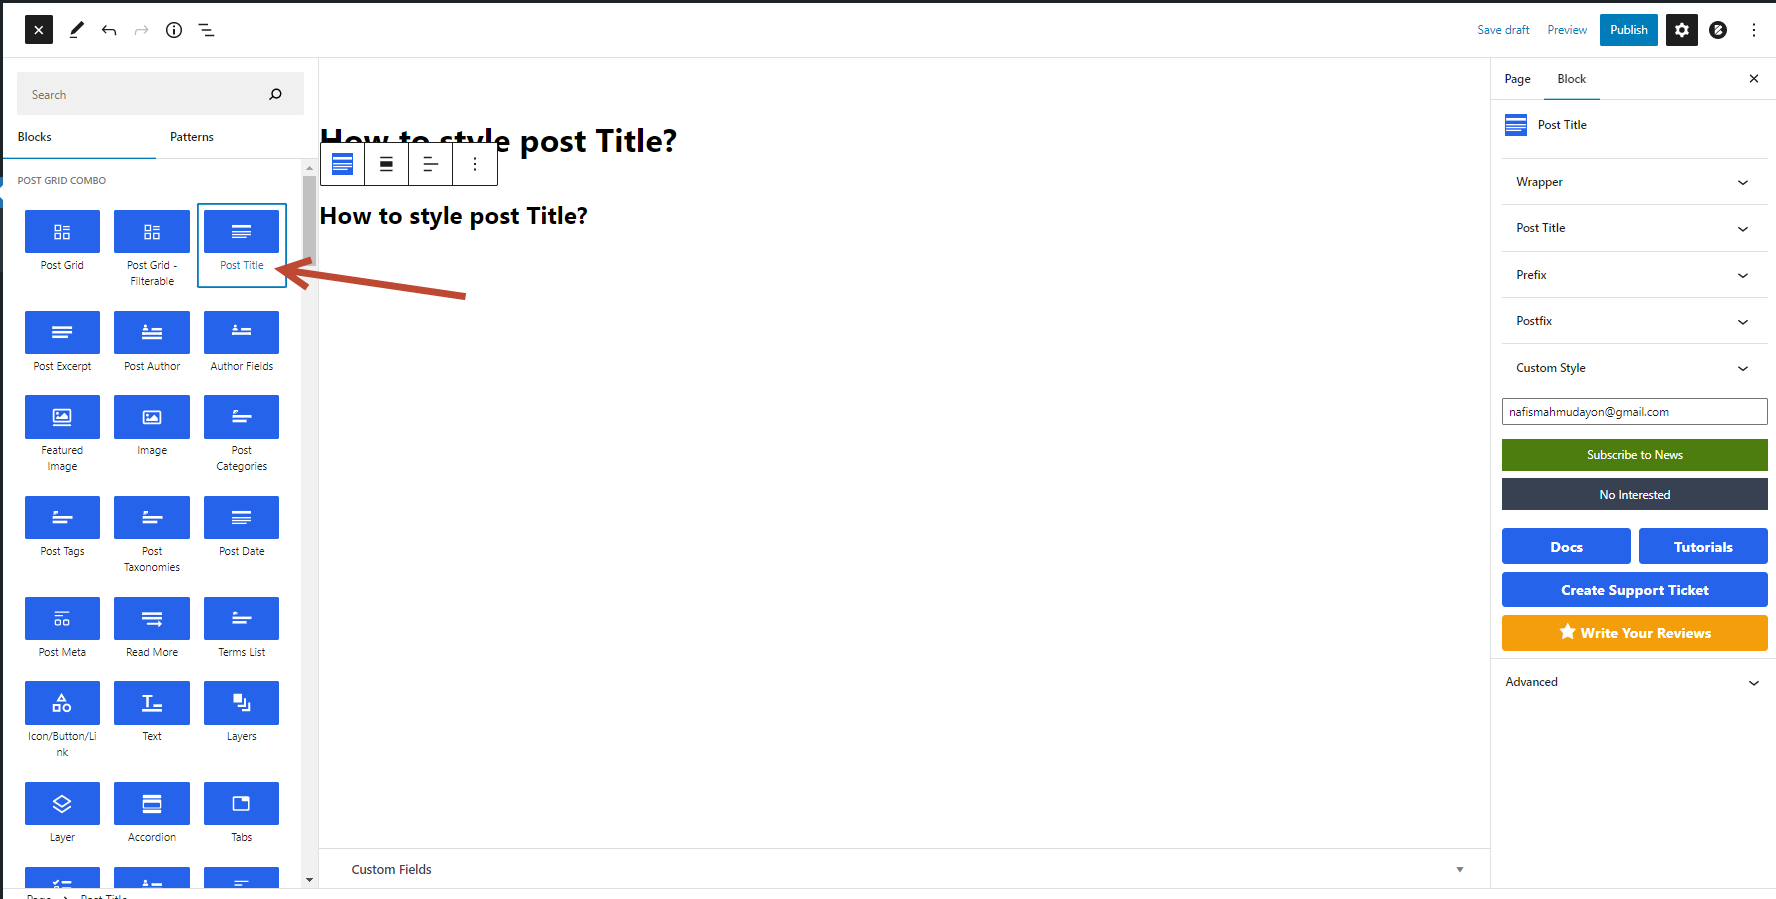 Save draft
Preview
Publish
Search
Blocks
Patterns
POST GRID COMBO
Post Grid
Post Grid -
Filterable
Post Title
Post Excerpt
Post Author
Author Fields
Featured
Image
Image
Post
Categories
Post Tags
Post
Taxonomies
Post Date
Post Meta
Read More
Terms List
Icon/Button/Li
nk
Text
Layers
Layer
Accordion
Tabs
How to style post Title?
How to style post Title?
Custom Fields
Page
Block
Post Title
Wrapper
Post Title
Prefix
Postfix
Custom Style
nafismahmudayon@gmail.com
Subscribe to News
No Interested
Docs
Tutorials
Create Support Ticket
Write Your Reviews
Advanced
Page
Post Title